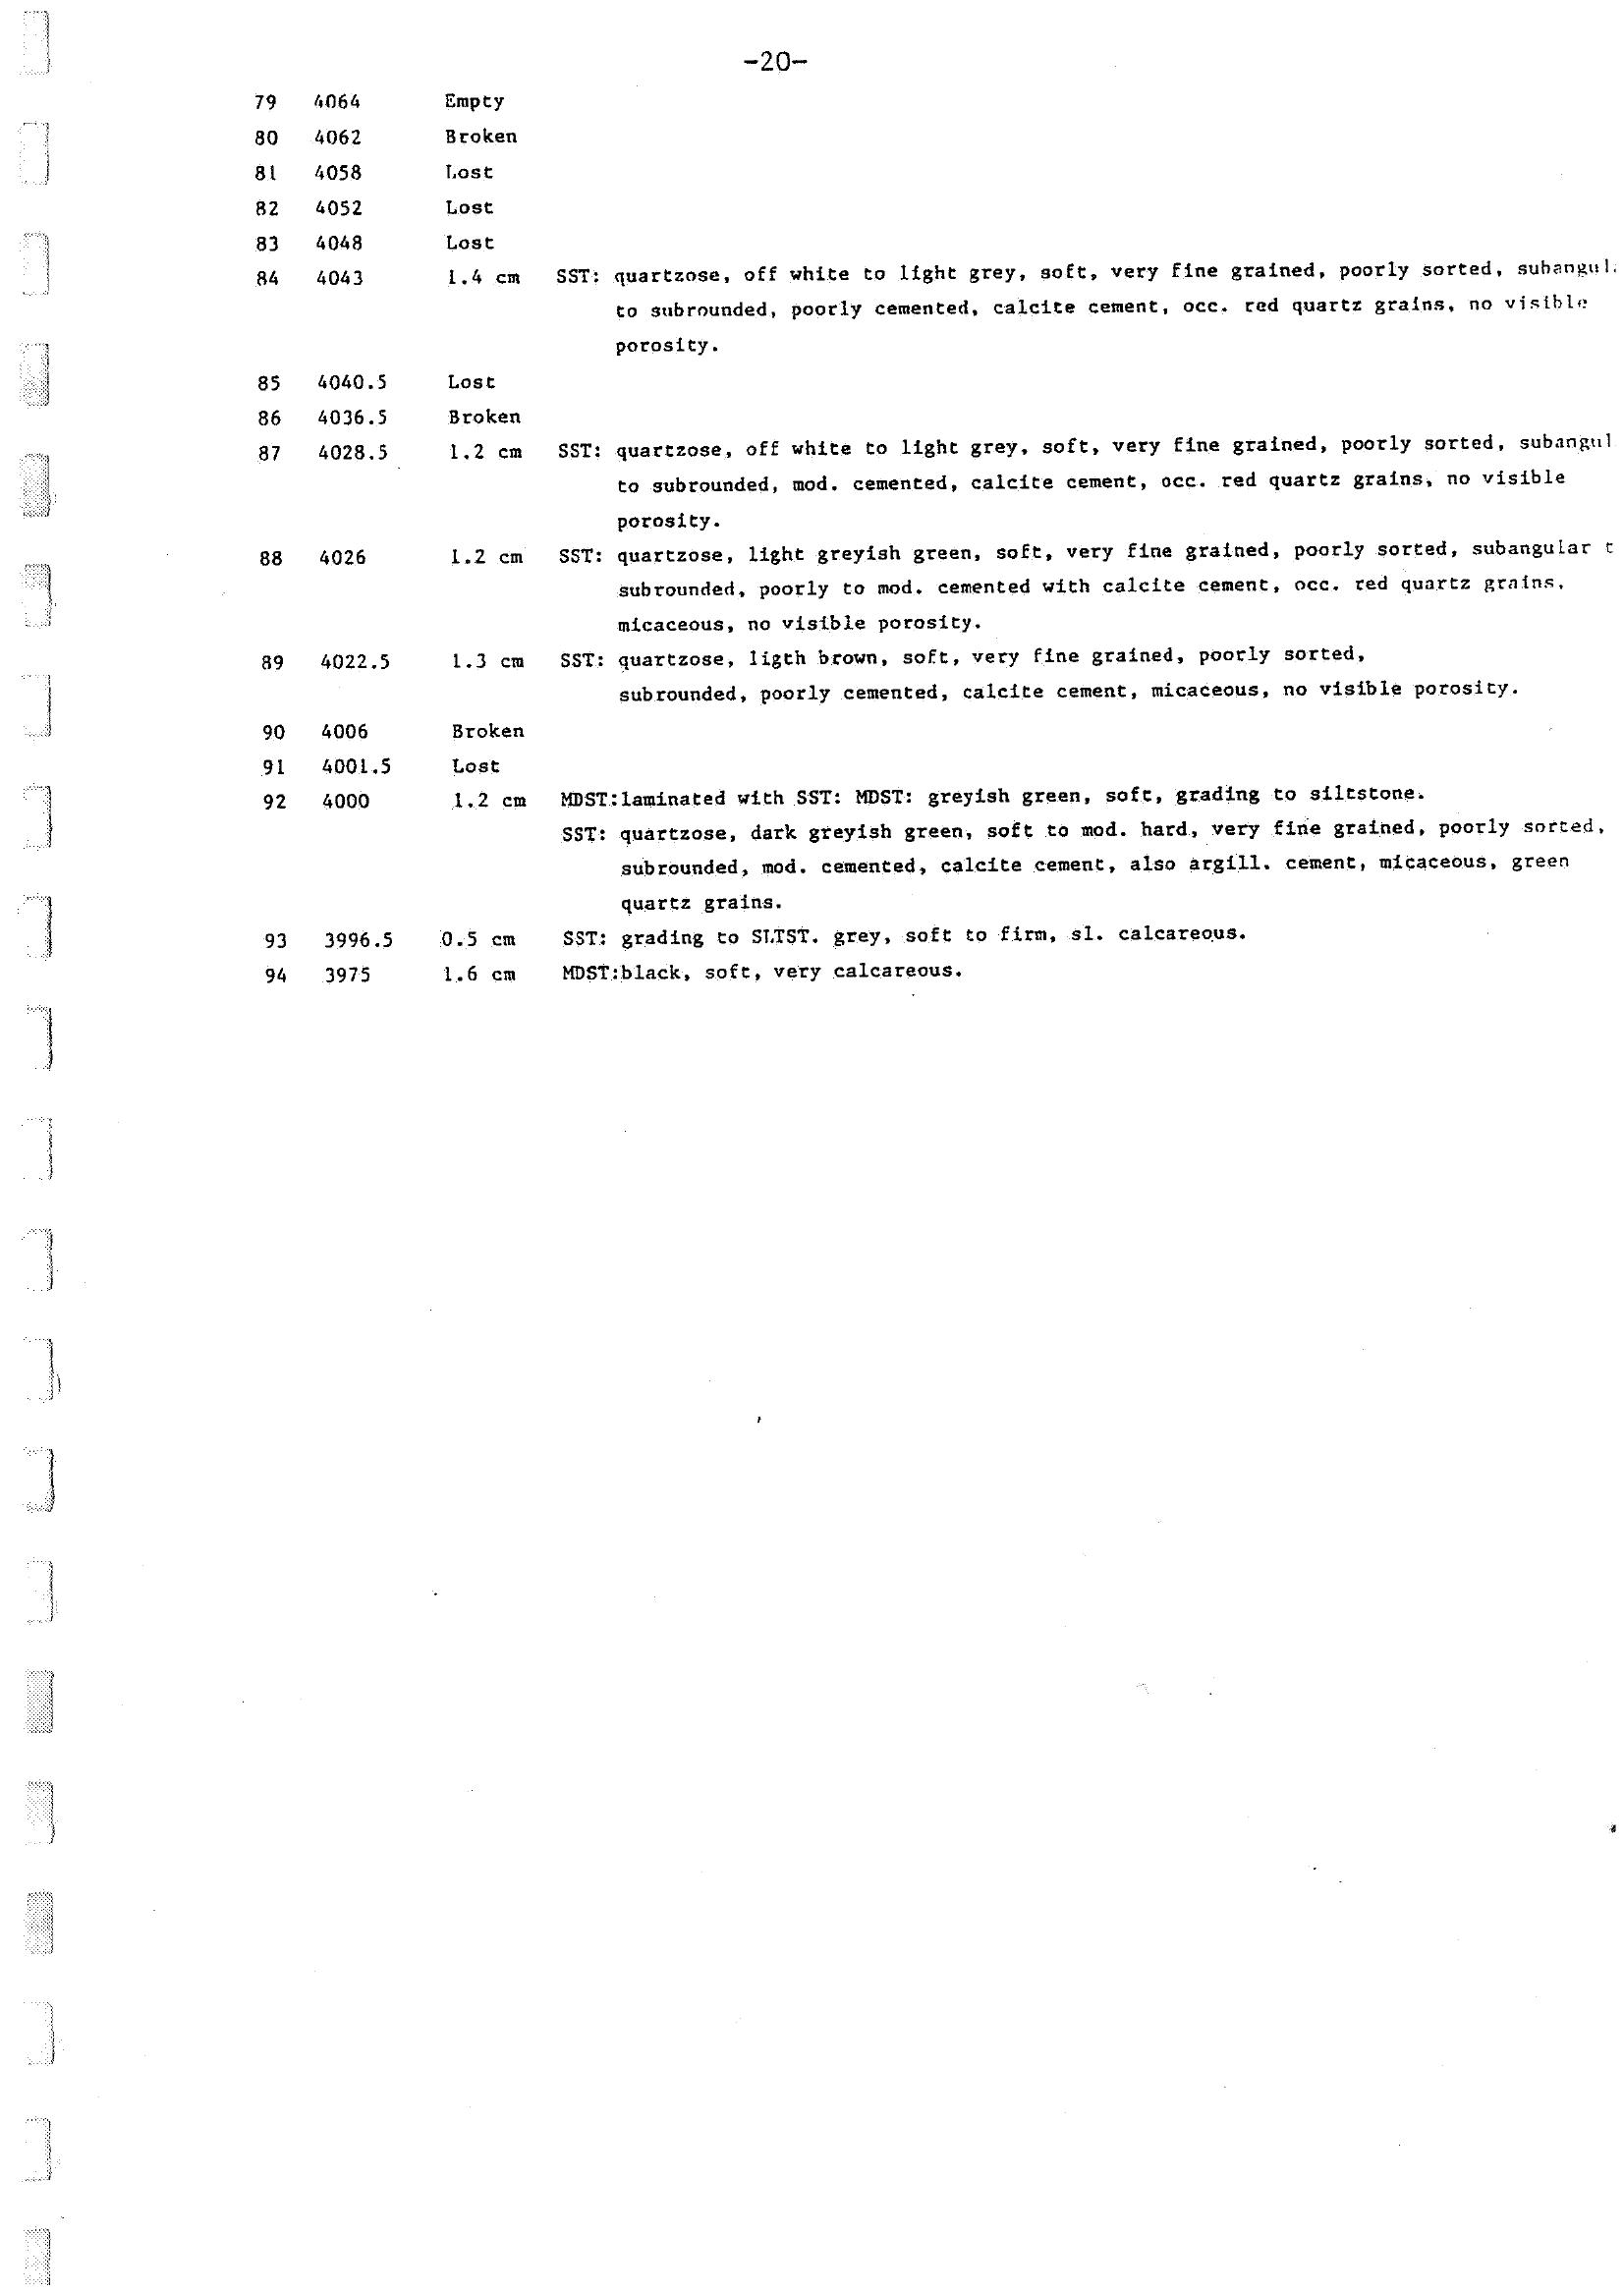 -20-
79 4064 Empty
80 4062 Broken
81 4058 Lost
82 4052 Lost
83 4048 Lost
84 4043 1.4 cm SST: quartzose, off white to light grey, soft, very fine grained, poorly sorted, subangul
to subrounded, poorly cemented, calcite cement, occ. red quartz grains, no visible
porosity.
85 4040.5 Lost
86 4036.5 Broken
87 4028.5 1.2 cm SST: quartzose, off white to light grey, soft, very fine grained, poorly sorted, subangul
to subrounded, mod. cemented, calcite cement, occ. red quartz grains, no visible
porosity.
88 4026 1.2 cm SST: quartzose, light greyish green, soft, very fine grained, poorly sorted, subangular t
subrounded, poorly to mod. cemented with calcite cement, occ. red quartz grains,
micaceous, no visible porosity.
89 4022.5 1.3 cm SST: quartzose, ligth brown, soft, very fine grained, poorly sorted,
subrounded, poorly cemented, calcite cement, micaceous, no visible porosity.
90 4006 Broken
91 4001.5 Lost
92 4000 1.2 cm MDST:laminated with SST: MDST: greyish green, soft, grading to siltstone.
SST: quartzose, dark greyish green, soft to mod. hard, very fine grained, poorly sorted,
subrounded, mod. cemented, calcite cement, also argill. cement, micaceous, green
quartz grains.
93 3996.5 0.5 cm SST: grading to SLTST. grey, soft to firm, sl. calcareous.
94 3975 1.6 cm MDST:black, soft, very calcareous.